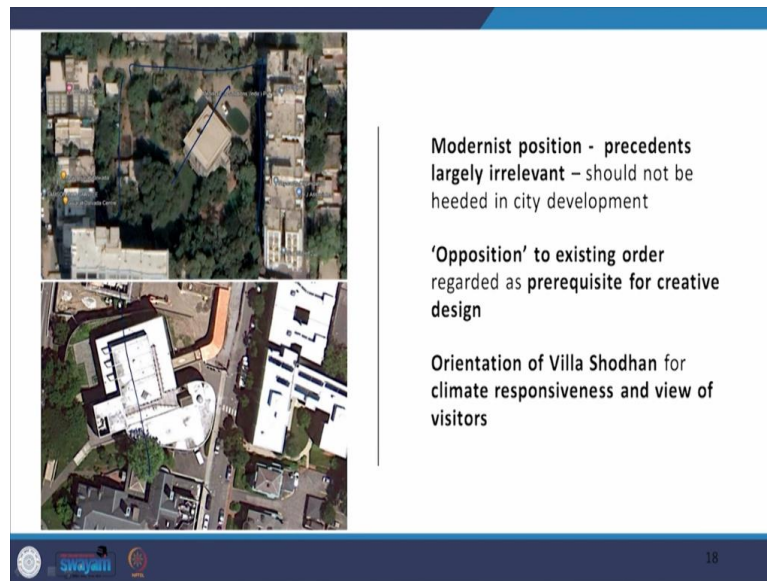 Modernist position - precedents
largely irrelevant – should not be
heeded in city development
'Opposition' to existing order
regarded as prerequisite for creative
design
Orientation of Villa Shodhan for
climate responsiveness and view of
visitors
swayam
18